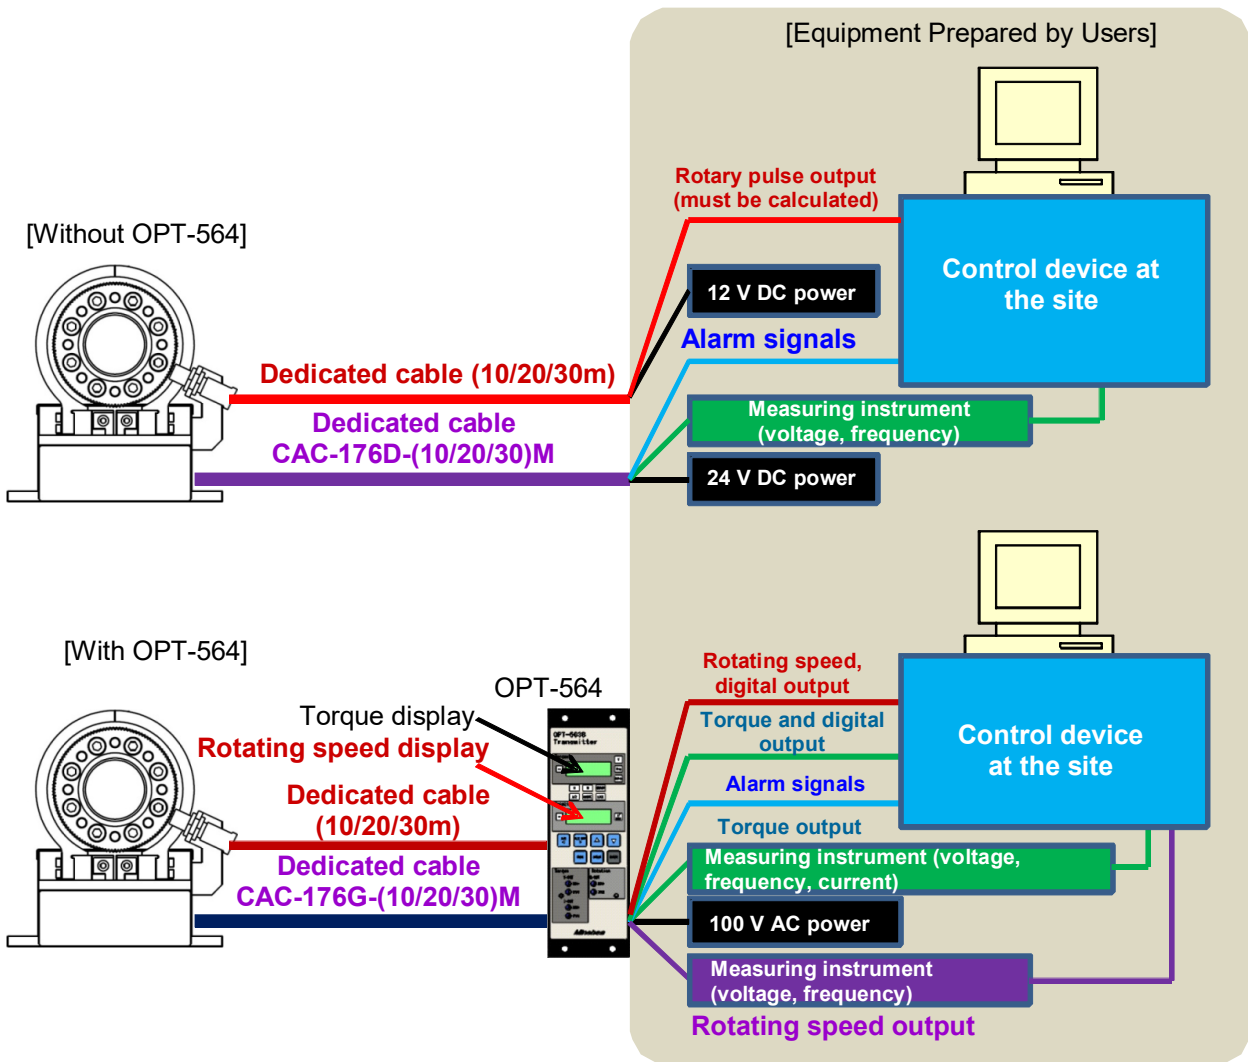 [Equipment Prepared by Users]
Rotary pulse output
(must be calculated)
[Without OPT-564]
Control device at
the site
12 V DC power
Alarm signals
Dedicated cable (10/20/30m)
Measuring instrument
(voltage, frequency)
Dedicated cable
CAC-176D-(10/20/30)M
24 V DC power
[With OPT-564]
OPT-564
Rotating speed,
digital output
Torque display
Rotating speed display
Torque and digital
output
Control device
at the site
OPT-563B
Transmitter
Dedicated cable
(10/20/30m)
Alarm signals
Torque output
Dedicated cable
CAC-176G-(10/20/30)M
Measuring instrument (voltage,
frequency, current)
100 V AC power
Minebea
Measuring instrument
(voltage, frequency)
Rotating speed output